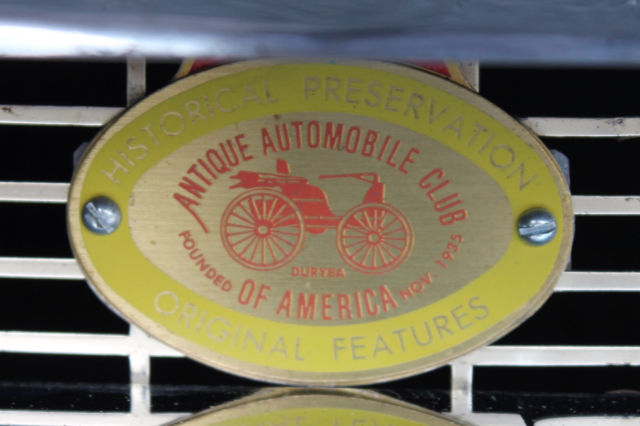 HISTORICAL PRESERVATION
ANTIQUE AUTOMOBILE CLUB
DURYEA
FOUNDED NOV. 1935
OF AMERICA
ORIGINAL FEATURES